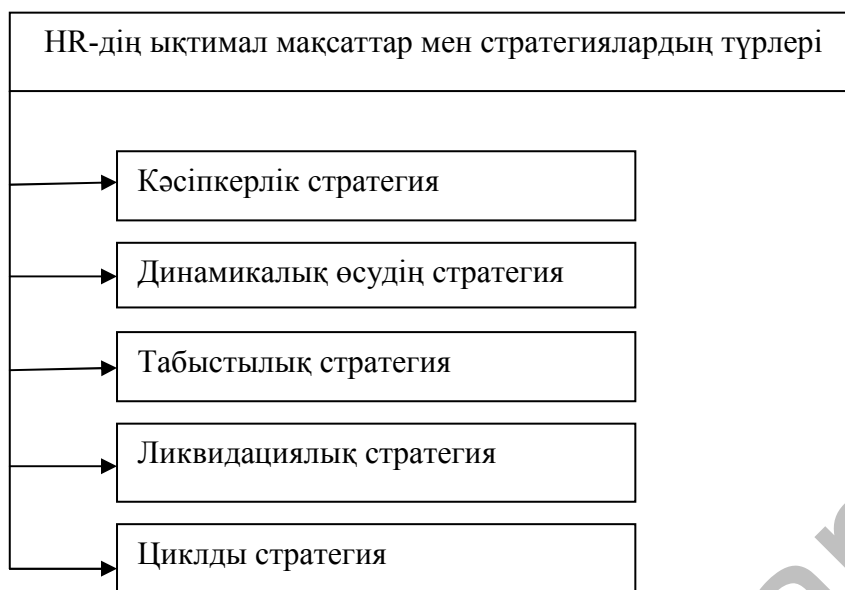 HR-дің ықтимал мақсаттар мен стратегиялардың түрлері
Кәсіпкерлік стратегия
Динамикалық өсудің стратегия
Табыстылық стратегия
Ликвидациялық стратегия
Циклды стратегия